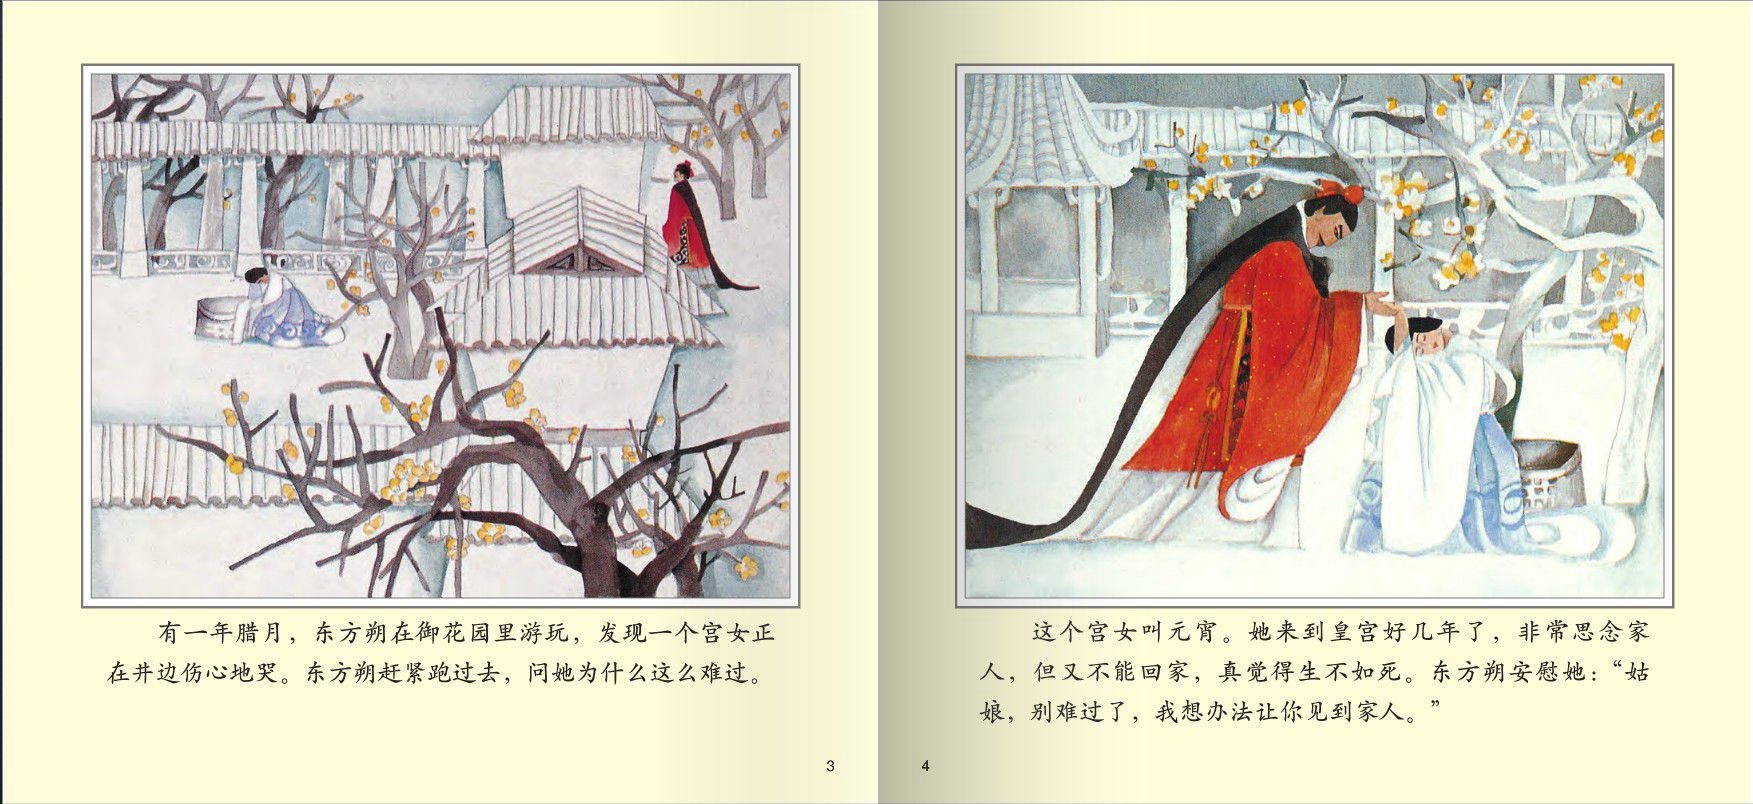 有一年腊月，东方朔在御花园里游玩，发现一个宫女正
在井边伤心地哭。东方朔赶紧跑过去，问她为什么这么难过。
3
这个宫女叫元宵。她来到皇宫好几年了，非常思念家
人，但又不能回家，真觉得生不如死。东方朔安慰她：“姑
娘，别难过了，我想办法让你见到家人。”
4